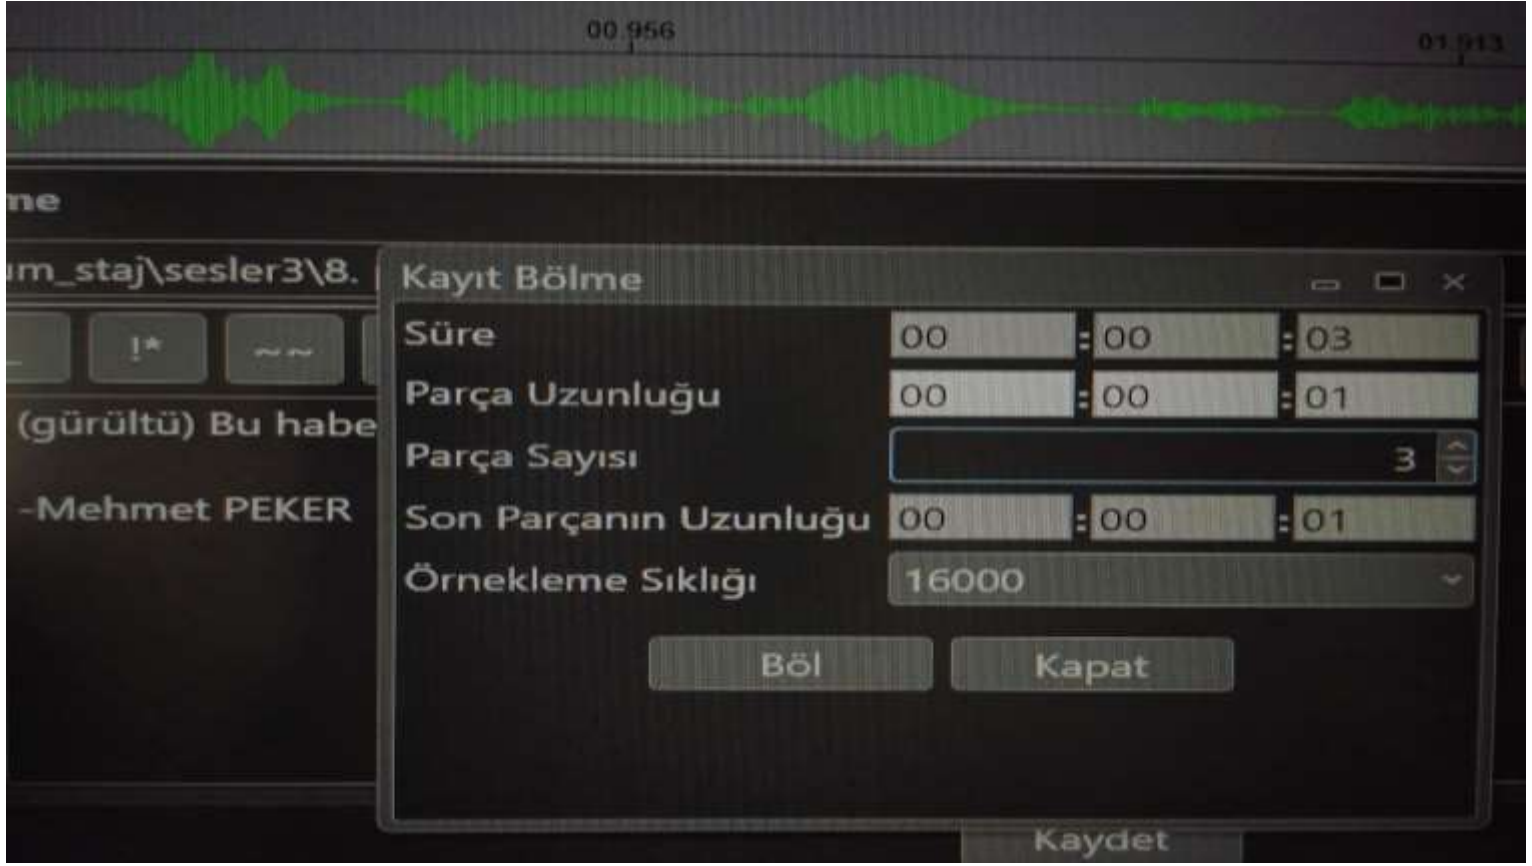 00.956
01.913
me
um_staj\sesler3\8.
Kayıt Bölme
!*
~~
Süre 00 : 00 : 03
Parça Uzunluğu 00 : 00 : 01
(gürültü) Bu habe
Parça Sayısı 3
-Mehmet PEKER
Son Parçanın Uzunluğu 00 : 00 : 01
Örnekleme Sıklığı 16000
Böl
Kapat
Kaydet